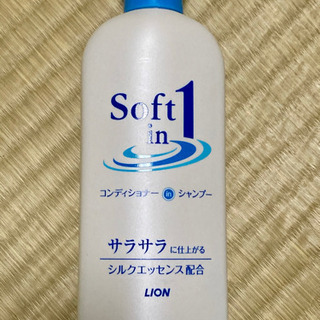 Soft
in 1
コンディショナー in シャンプー
サラサラに仕上がる
シルクエッセンス配合
LION